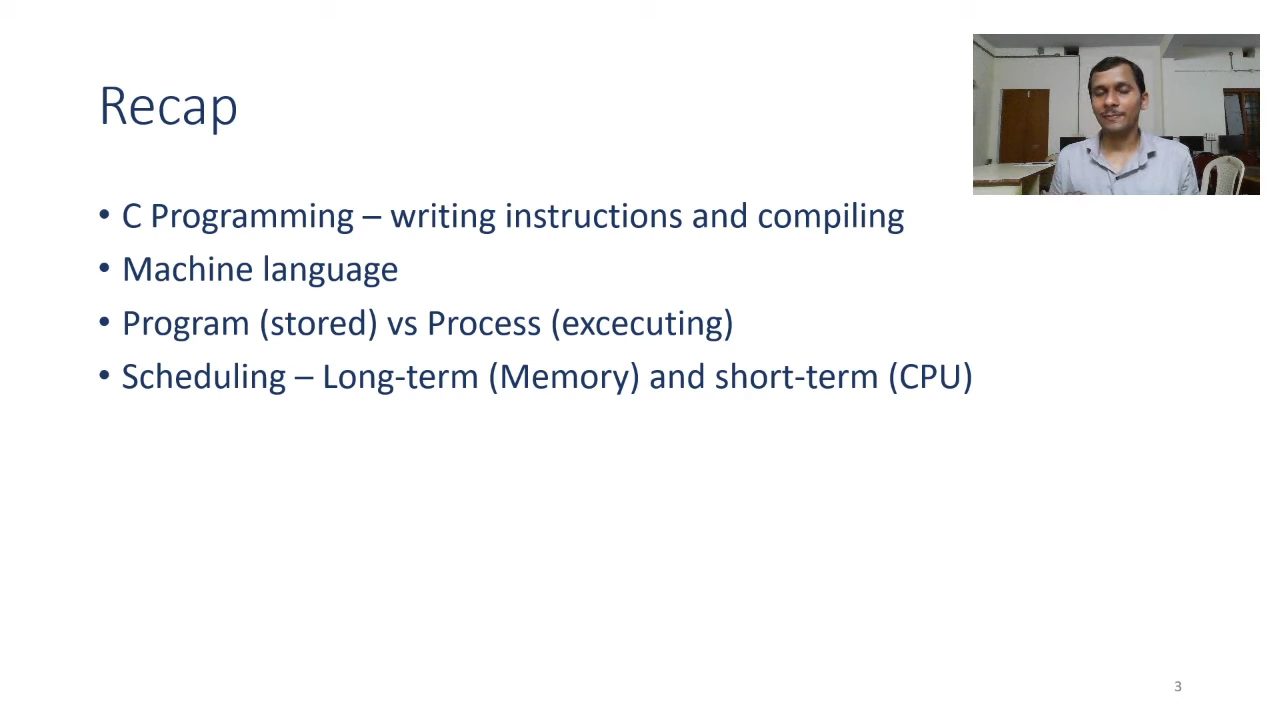 Recap
• C Programming – writing instructions and compiling
• Machine language
• Program (stored) vs Process (excecuting)
• Scheduling – Long-term (Memory) and short-term (CPU)
3